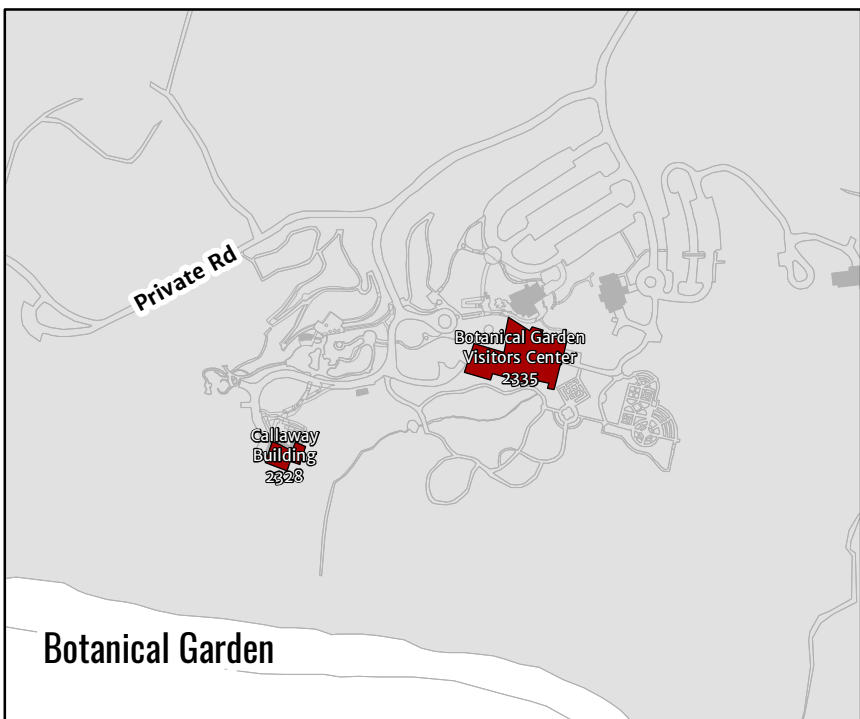 Private Rd
Botanical Garden
Visitors Center
2335
Callaway
Building
2328
Botanical Garden